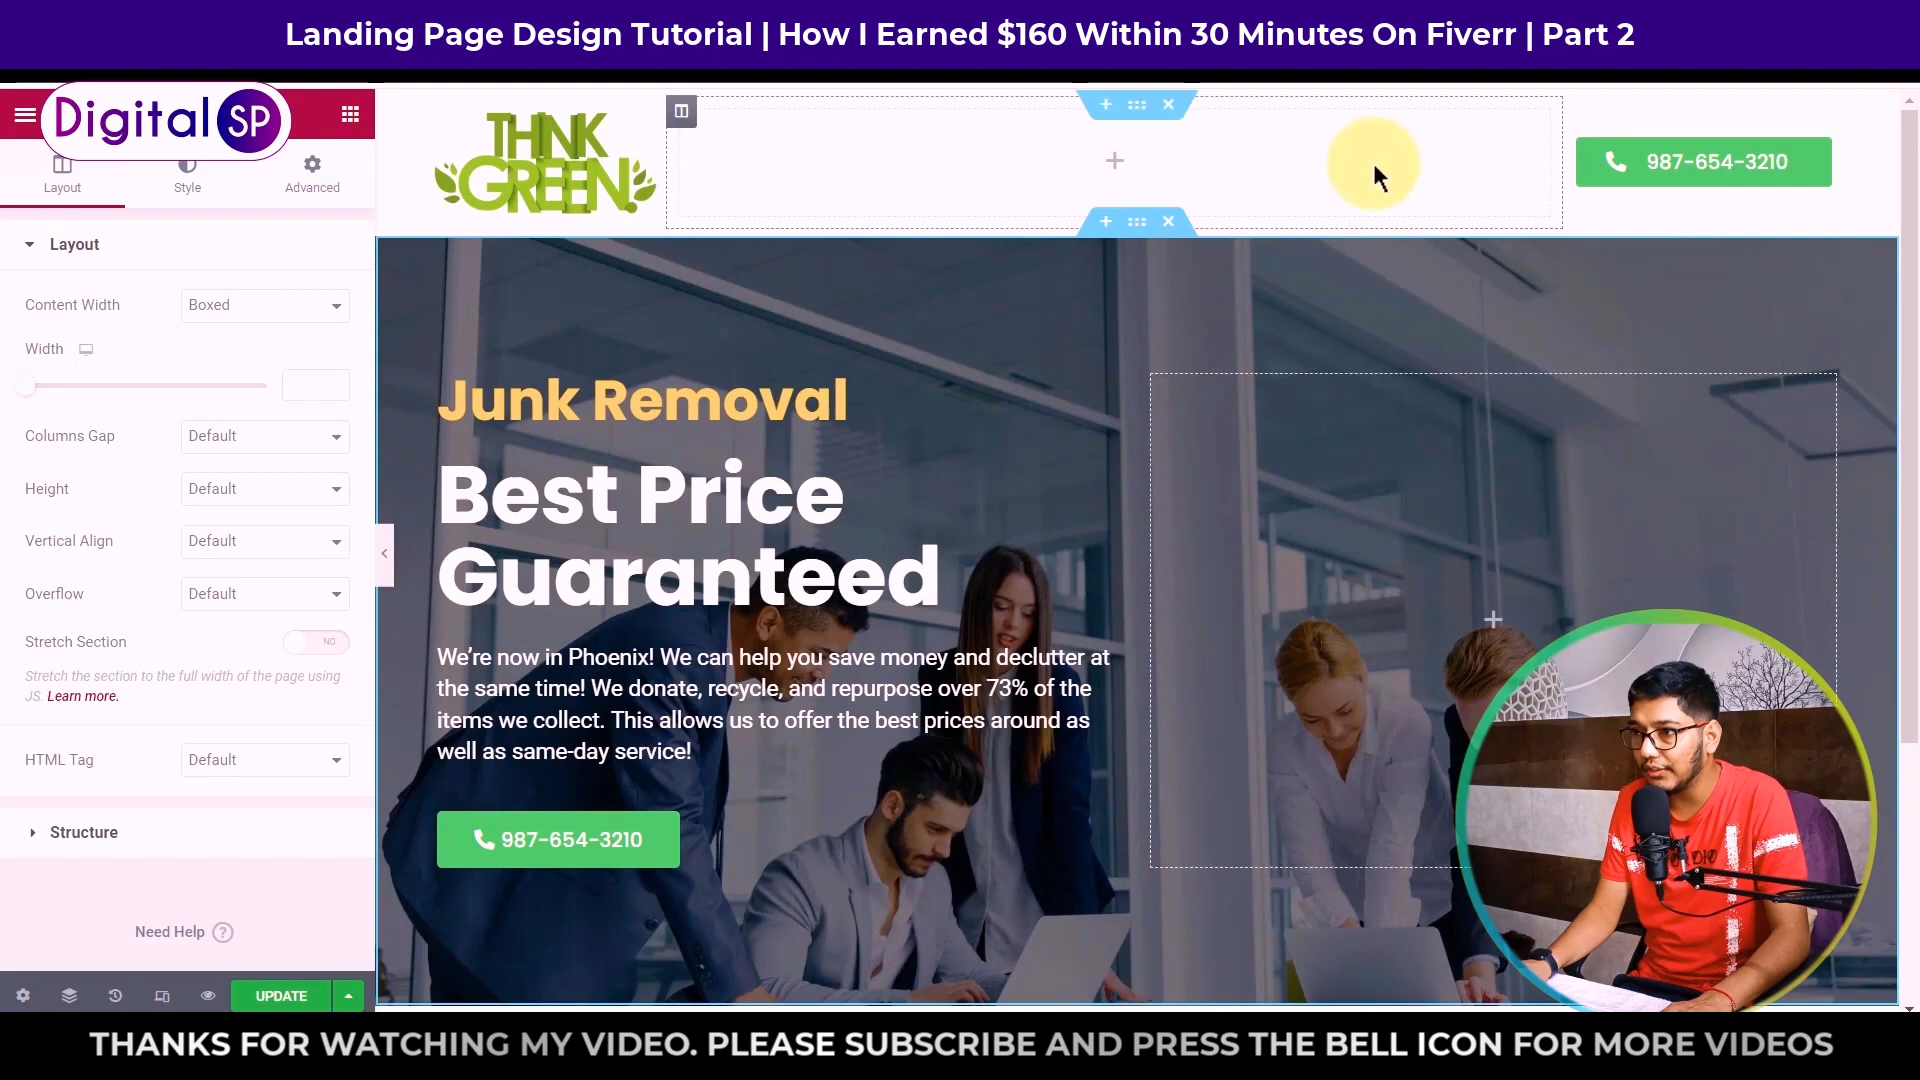 Landing Page Design Tutorial | How I Earned $160 Within 30 Minutes On Fiverr | Part 2
Digital SP
Layout
Style
Advanced
Layout
Content Width
Boxed
Width
Columns Gap
Default
Height
Default
Vertical Align
Default
Overflow
Default
Stretch Section
NO
Stretch the section to the full width of the page using
JS. Learn more.
HTML Tag
Default
Structure
Need Help
?
UPDATE
THINK
GREEN
987-654-3210
Junk Removal
Best Price
Guaranteed
We're now in Phoenix! We can help you save money and declutter at
the same time! We donate, recycle, and repurpose over 73% of the
items we collect. This allows us to offer the best prices around as
well as same-day service!
987-654-3210
THANKS FOR WATCHING MY VIDEO. PLEASE SUBSCRIBE AND PRESS THE BELL ICON FOR MORE VIDEOS